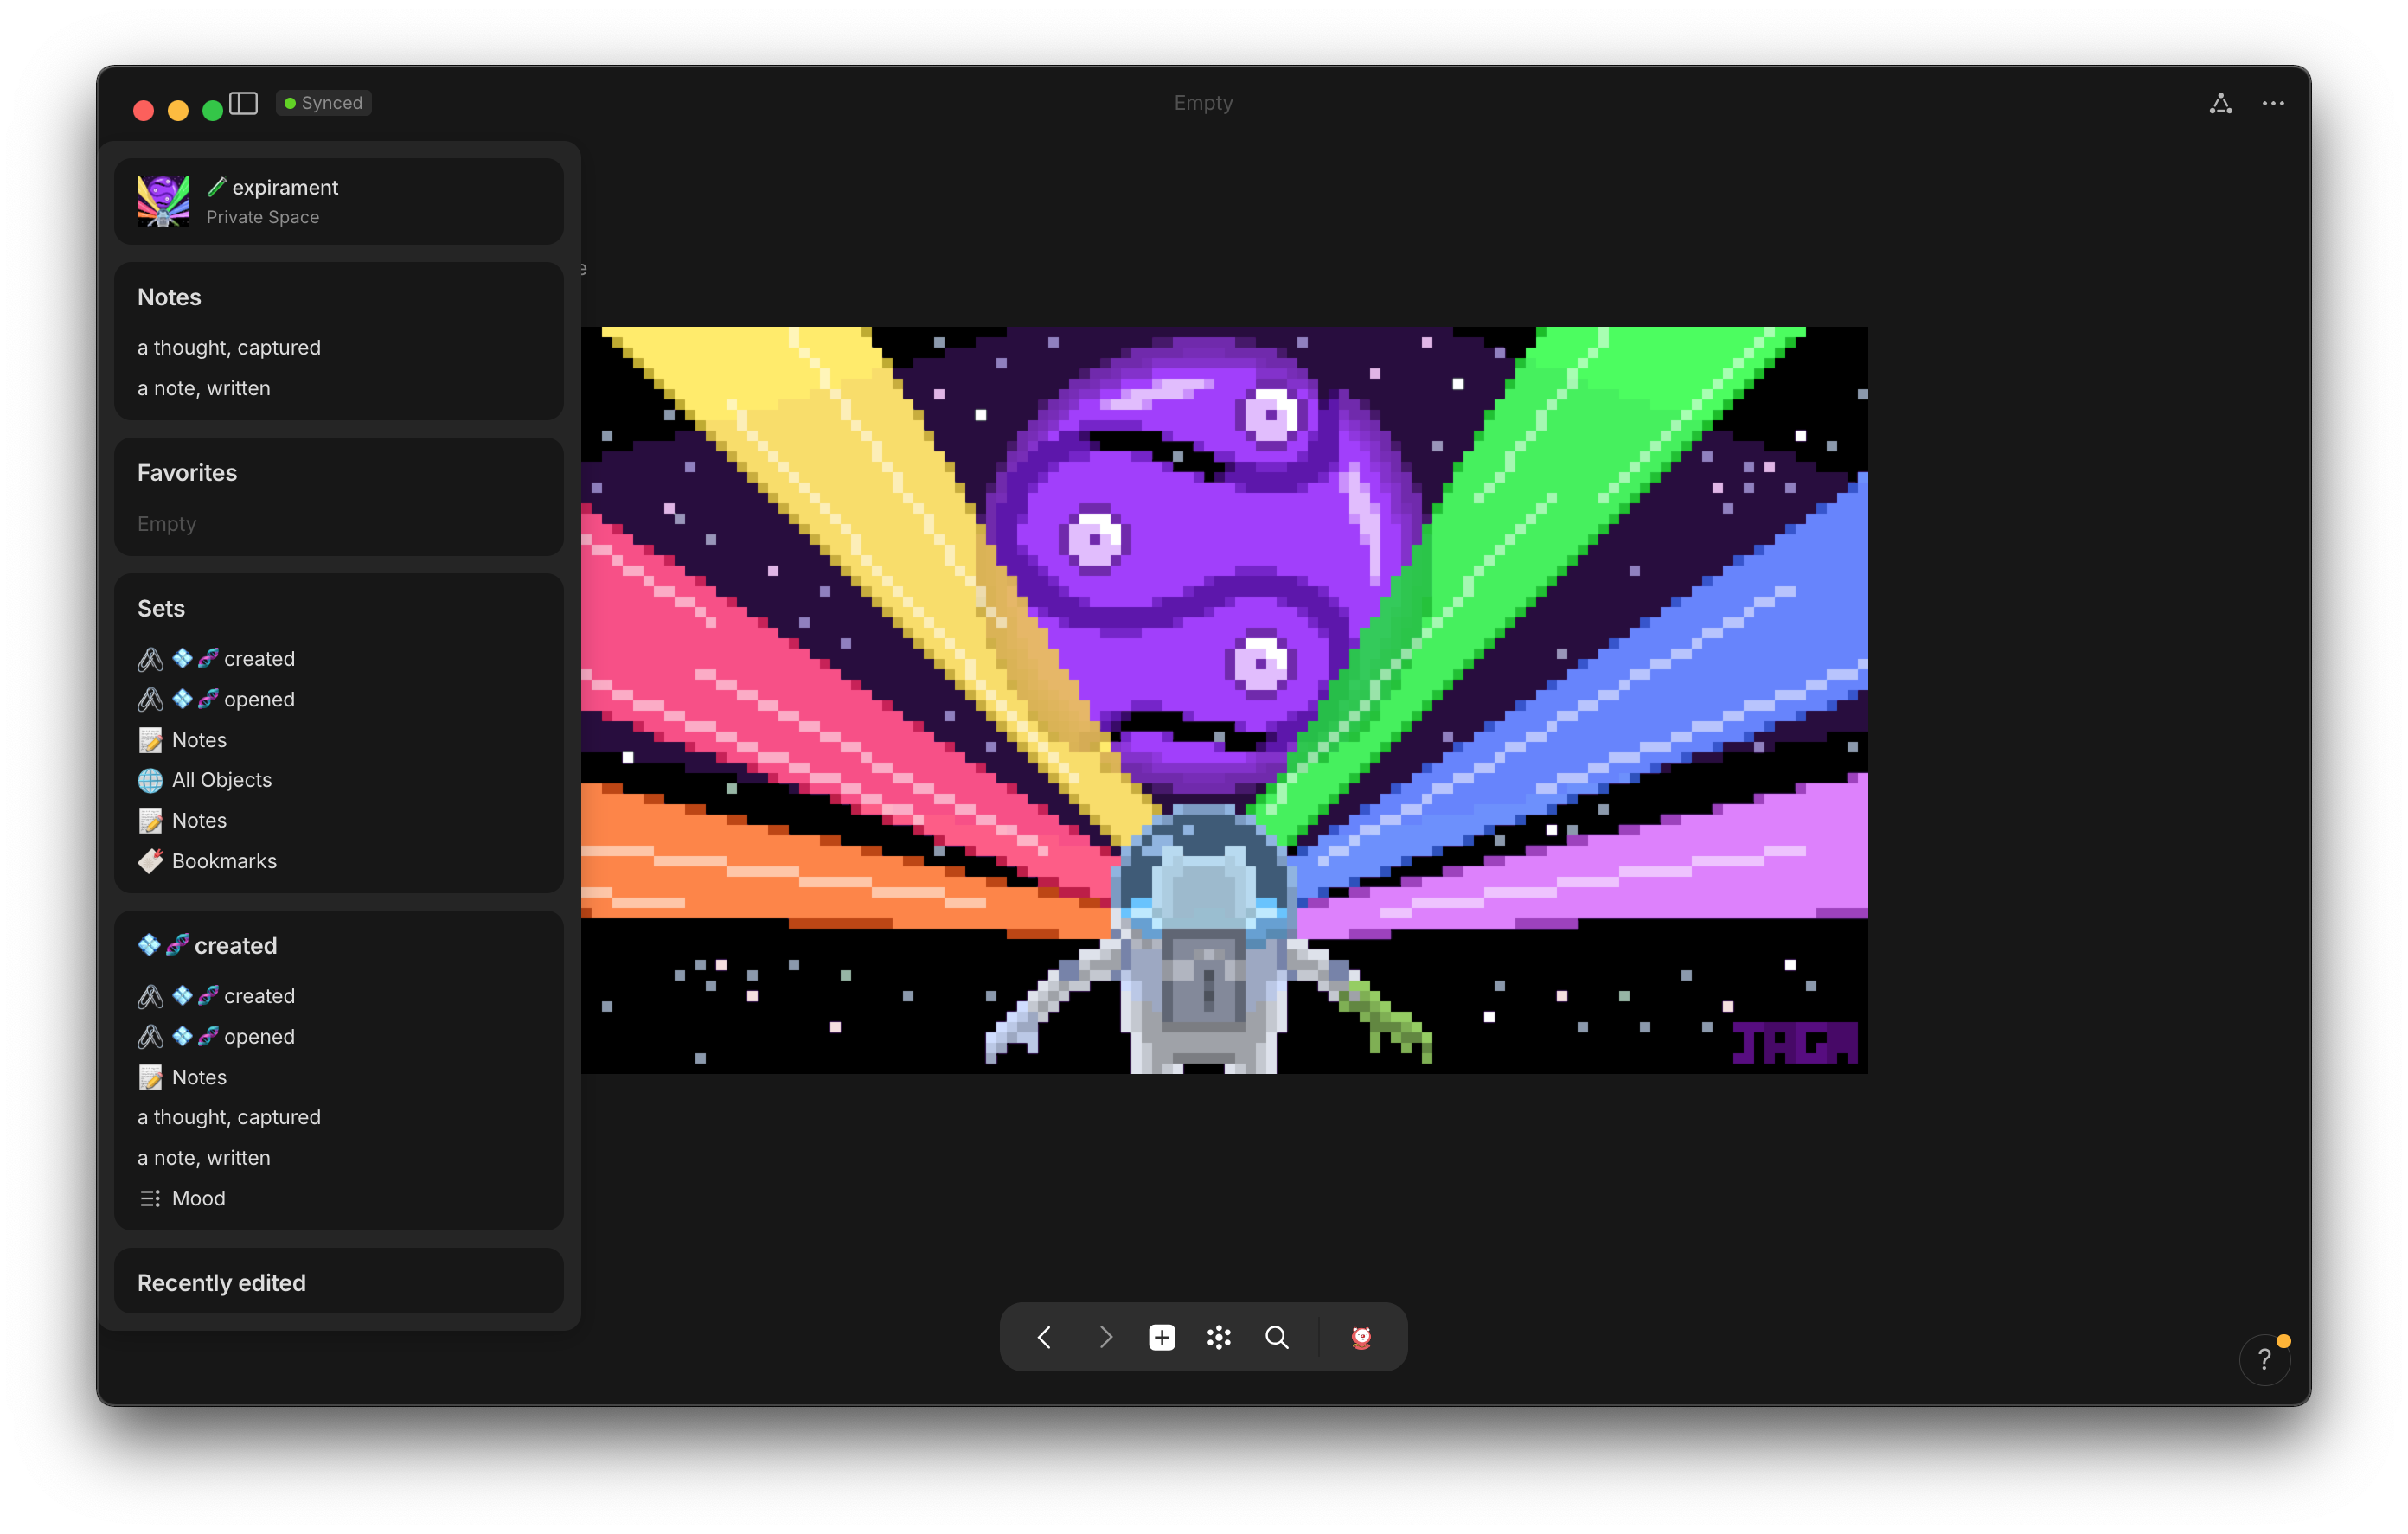 Synced
Empty
expirament
Private Space
e
Notes
a thought, captured
a note, written
Favorites
Empty
Sets
created
opened
Notes
All Objects
Notes
Bookmarks
created
created
opened
Notes
a thought, captured
a note, written
Mood
Recently edited
JAGA
?